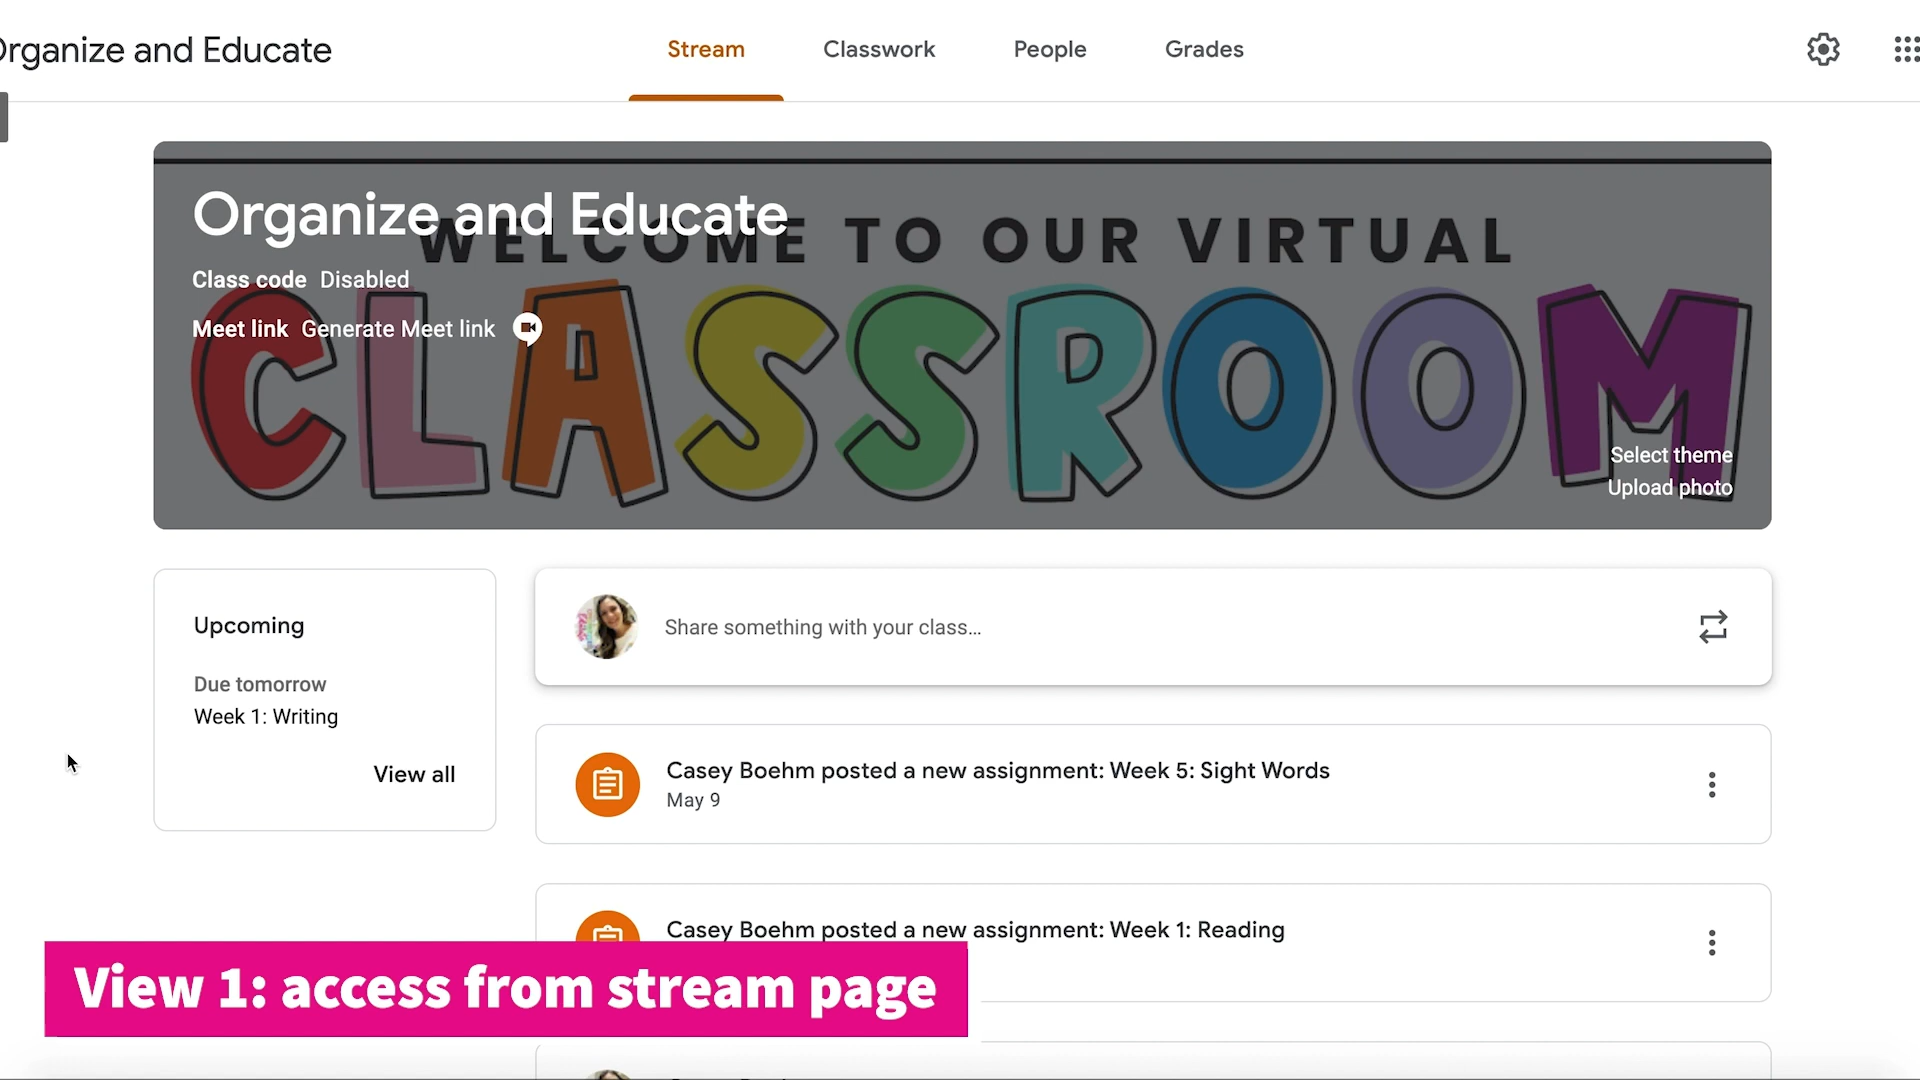 Organize and Educate
Stream
Classwork
People
Grades
Organize and Educate
WELCOME TO OUR VIRTUAL
CLASSROOM
Class code Disabled
Meet link Generate Meet link
Select theme
Upload photo
Upcoming
Due tomorrow
Week 1: Writing
View all
Share something with your class...
Casey Boehm posted a new assignment: Week 5: Sight Words
May 9
Casey Boehm posted a new assignment: Week 1: Reading
View 1: access from stream page